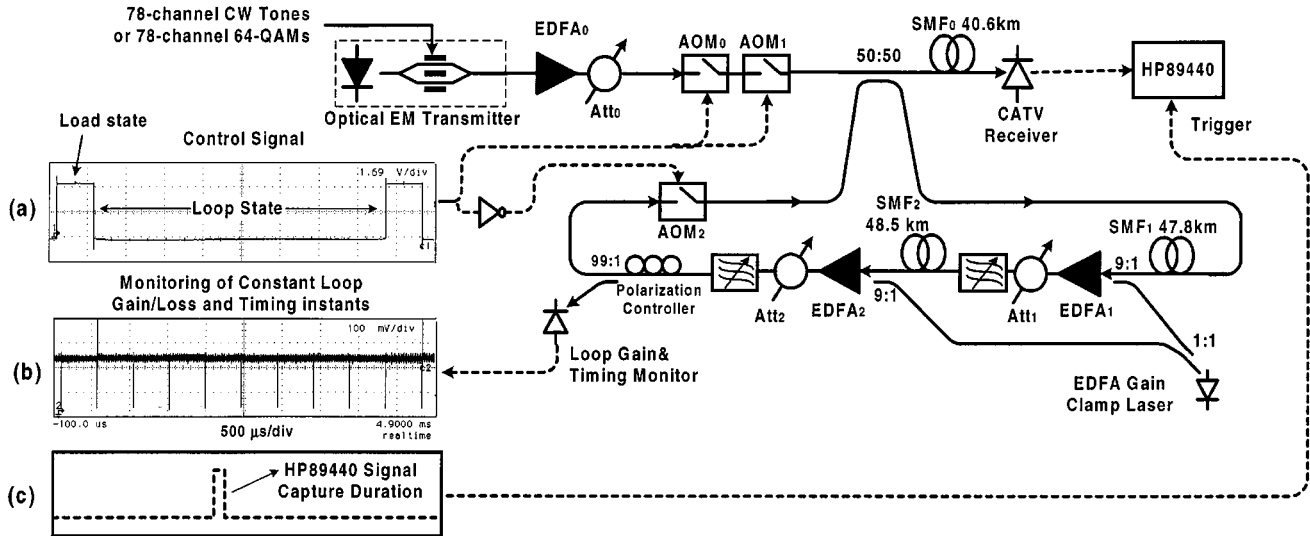 78-channel CW Tones
or 78-channel 64-QAMs
EDFA0
AOM0
AOM1
SMF0 40.6km
50:50
HP89440
Att0
Optical EM Transmitter
CATV
Receiver
Trigger
Load state
Control Signal
1.69 V/div
(a)
Loop State
c1
AOM2
SMF2
48.5 km
SMF1 47.8km
99:1
9:1
9:1
Polarization
Controller
Att2
EDFA2
Att1
EDFA1
1:1
Monitoring of Constant Loop
Gain/Loss and Timing instants
100 mV/div
(b)
c2
2
-100.0 us
500 μs/div
4.9000 ms
realtime
Loop Gain&
Timing Monitor
EDFA Gain
Clamp Laser
(c)
HP89440 Signal
Capture Duration